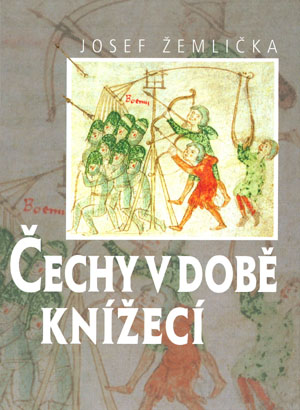 JOSEF ŽEMLIČKA
Boemi
Boemi
ČECHY V DOBĚ
KNÍŽECÍ